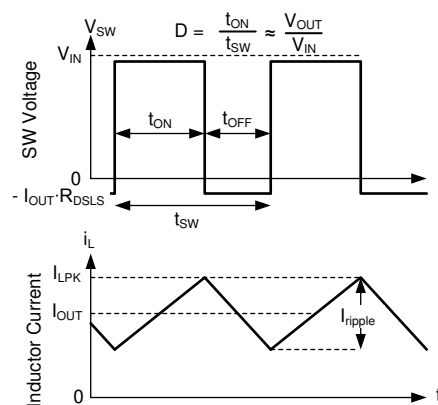 V_SW
D = t_ON / t_SW ≈ V_OUT / V_IN
V_IN
SW Voltage
t_ON
t_OFF
0
- I_OUT·R_DSLS
t_SW
i_L
I_LPK
Inductor Current
I_OUT
I_ripple
0
t